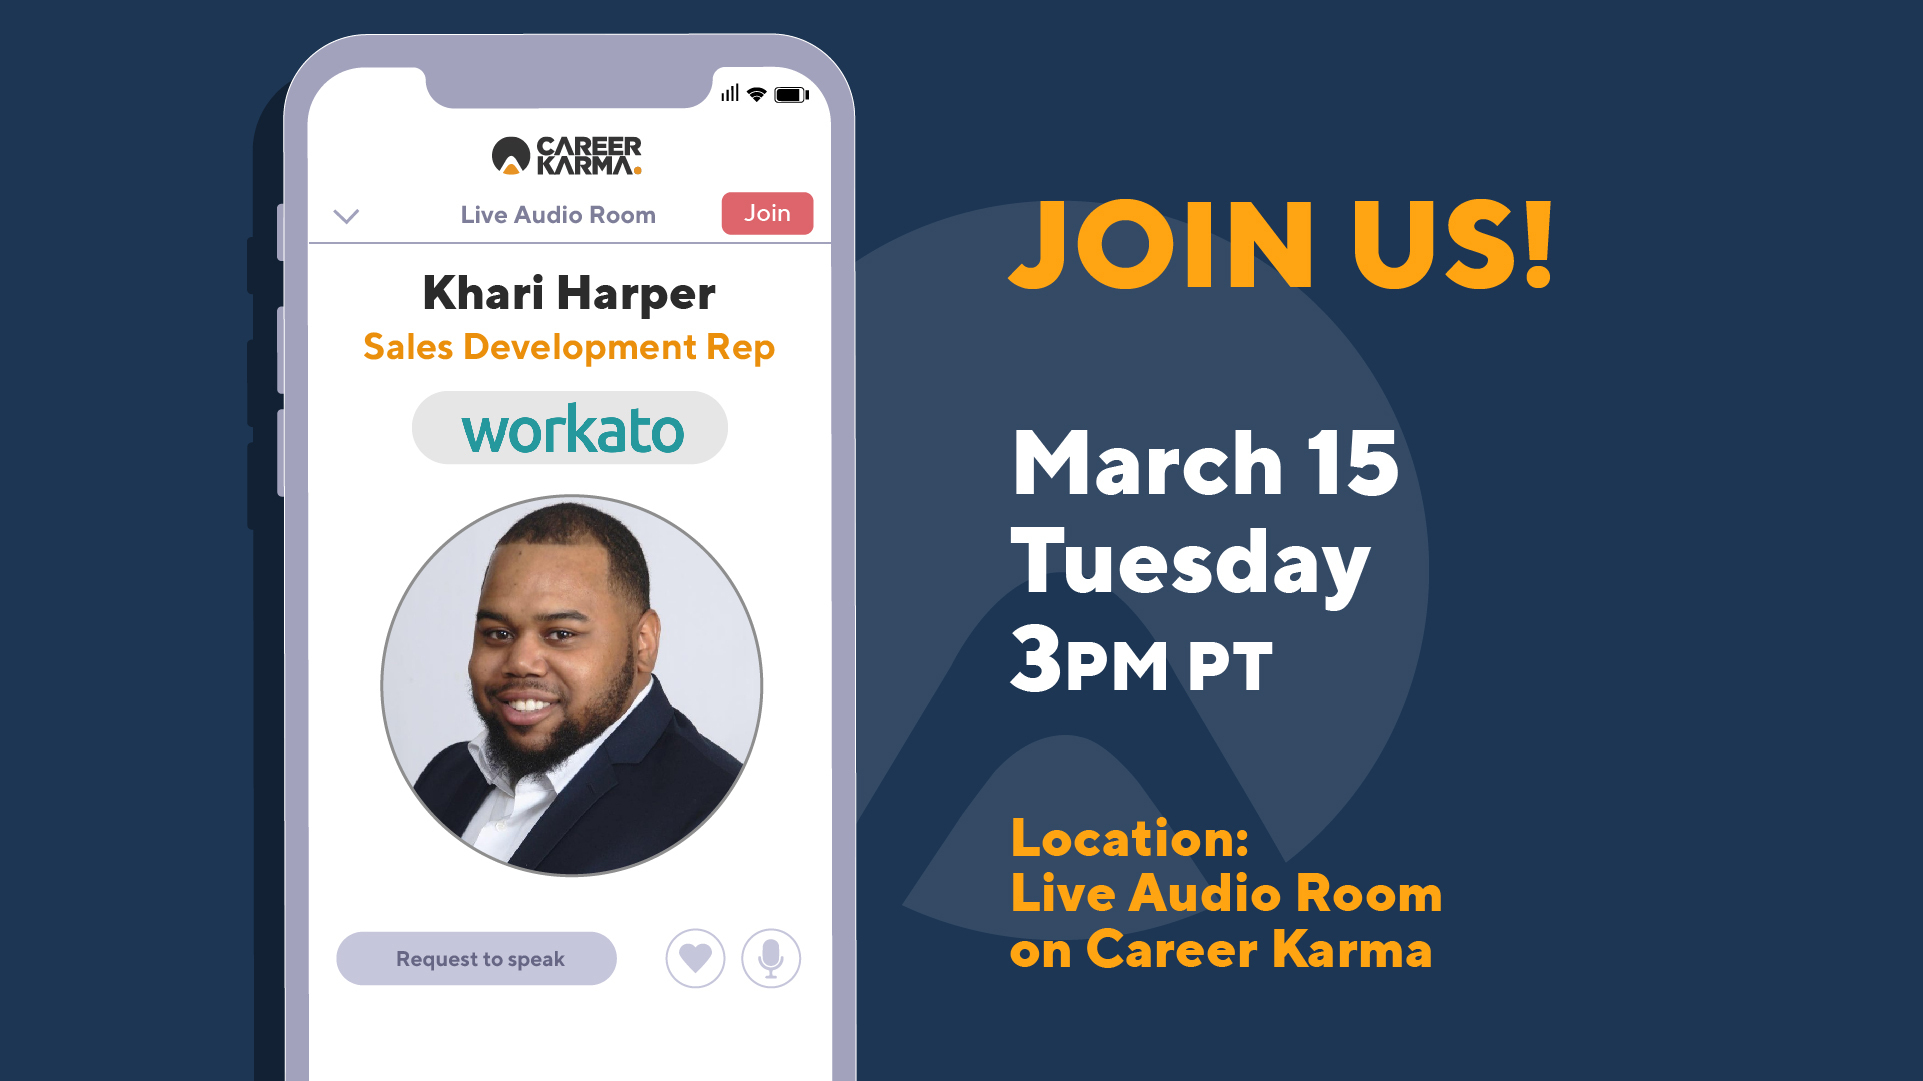 CAREER
KARMA.
Live Audio Room
Join
Khari Harper
Sales Development Rep
workato
Request to speak
JOIN US!
March 15
Tuesday
3PM PT
Location:
Live Audio Room
on Career Karma